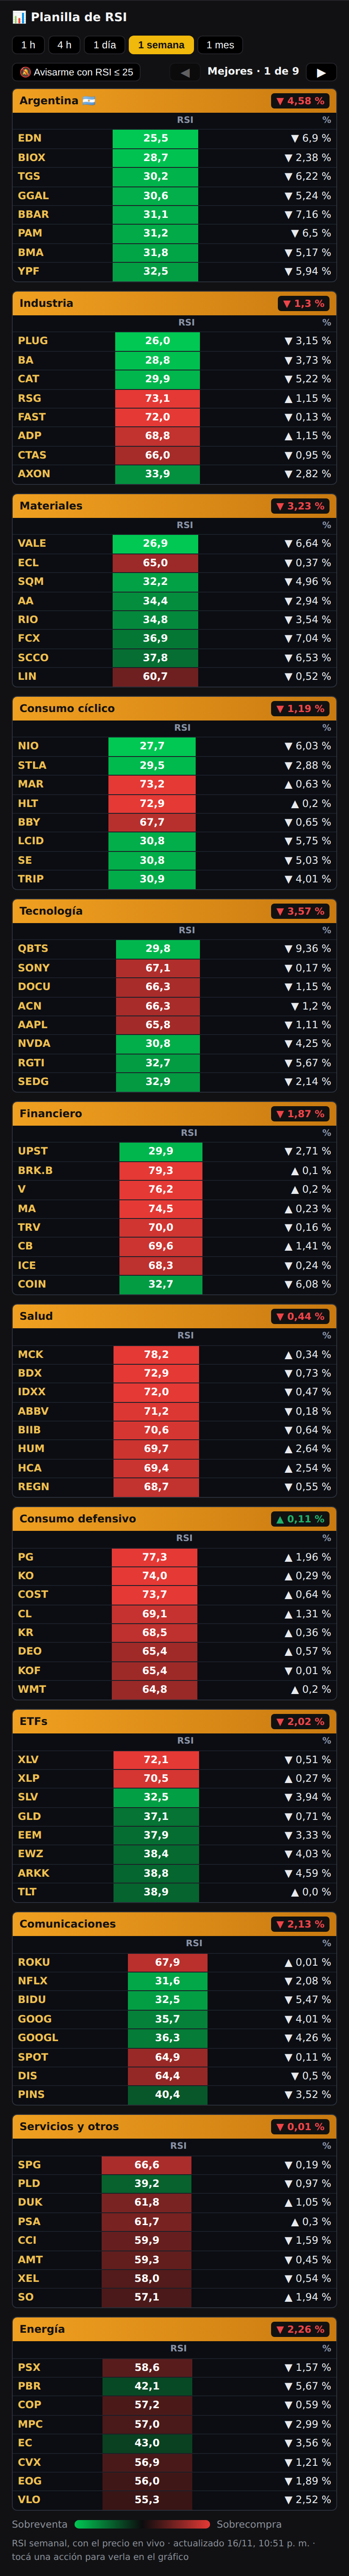 📊 Planilla de RSI
1 h 4 h 1 día 1 semana 1 mes
🔕 Avisarme con RSI ≤ 25 ◀ Mejores · 1 de 9 ▶
Argentina 🇦🇷 ▼ 4,58 %
RSI %
EDN 25,5 ▼ 6,9 %
BIOX 28,7 ▼ 2,38 %
TGS 30,2 ▼ 6,22 %
GGAL 30,6 ▼ 5,24 %
BBAR 31,1 ▼ 7,16 %
PAM 31,2 ▼ 6,5 %
BMA 31,8 ▼ 5,17 %
YPF 32,5 ▼ 5,94 %
Industria ▼ 1,3 %
RSI %
PLUG 26,0 ▼ 3,15 %
BA 28,8 ▼ 3,73 %
CAT 29,9 ▼ 5,22 %
RSG 73,1 ▲ 1,15 %
FAST 72,0 ▼ 0,13 %
ADP 68,8 ▲ 1,15 %
CTAS 66,0 ▼ 0,95 %
AXON 33,9 ▼ 2,82 %
Materiales ▼ 3,23 %
RSI %
VALE 26,9 ▼ 6,64 %
ECL 65,0 ▼ 0,37 %
SQM 32,2 ▼ 4,96 %
AA 34,4 ▼ 2,94 %
RIO 34,8 ▼ 3,54 %
FCX 36,9 ▼ 7,04 %
SCCO 37,8 ▼ 6,53 %
LIN 60,7 ▼ 0,52 %
Consumo cíclico ▼ 1,19 %
RSI %
NIO 27,7 ▼ 6,03 %
STLA 29,5 ▼ 2,88 %
MAR 73,2 ▲ 0,63 %
HLT 72,9 ▲ 0,2 %
BBY 67,7 ▼ 0,65 %
LCID 30,8 ▼ 5,75 %
SE 30,8 ▼ 5,03 %
TRIP 30,9 ▼ 4,01 %
Tecnología ▼ 3,57 %
RSI %
QBTS 29,8 ▼ 9,36 %
SONY 67,1 ▼ 0,17 %
DOCU 66,3 ▼ 1,15 %
ACN 66,3 ▼ 1,2 %
AAPL 65,8 ▼ 1,11 %
NVDA 30,8 ▼ 4,25 %
RGTI 32,7 ▼ 5,67 %
SEDG 32,9 ▼ 2,14 %
Financiero ▼ 1,87 %
RSI %
UPST 29,9 ▼ 2,71 %
BRK.B 79,3 ▲ 0,1 %
V 76,2 ▲ 0,2 %
MA 74,5 ▲ 0,23 %
TRV 70,0 ▼ 0,16 %
CB 69,6 ▲ 1,41 %
ICE 68,3 ▼ 0,24 %
COIN 32,7 ▼ 6,08 %
Salud ▼ 0,44 %
RSI %
MCK 78,2 ▲ 0,34 %
BDX 72,9 ▼ 0,73 %
IDXX 72,0 ▼ 0,47 %
ABBV 71,2 ▼ 0,18 %
BIIB 70,6 ▼ 0,64 %
HUM 69,7 ▲ 2,64 %
HCA 69,4 ▲ 2,54 %
REGN 68,7 ▼ 0,55 %
Consumo defensivo ▲ 0,11 %
RSI %
PG 77,3 ▲ 1,96 %
KO 74,0 ▲ 0,29 %
COST 73,7 ▲ 0,64 %
CL 69,1 ▲ 1,31 %
KR 68,5 ▲ 0,36 %
DEO 65,4 ▲ 0,57 %
KOF 65,4 ▼ 0,01 %
WMT 64,8 ▲ 0,2 %
ETFs ▼ 2,02 %
RSI %
XLV 72,1 ▼ 0,51 %
XLP 70,5 ▲ 0,27 %
SLV 32,5 ▼ 3,94 %
GLD 37,1 ▼ 0,71 %
EEM 37,9 ▼ 3,33 %
EWZ 38,4 ▼ 4,03 %
ARKK 38,8 ▼ 4,59 %
TLT 38,9 ▲ 0,0 %
Comunicaciones ▼ 2,13 %
RSI %
ROKU 67,9 ▲ 0,01 %
NFLX 31,6 ▼ 2,08 %
BIDU 32,5 ▼ 5,47 %
GOOG 35,7 ▼ 4,01 %
GOOGL 36,3 ▼ 4,26 %
SPOT 64,9 ▼ 0,11 %
DIS 64,4 ▼ 0,5 %
PINS 40,4 ▼ 3,52 %
Servicios y otros ▼ 0,01 %
RSI %
SPG 66,6 ▼ 0,19 %
PLD 39,2 ▼ 0,97 %
DUK 61,8 ▲ 1,05 %
PSA 61,7 ▲ 0,3 %
CCI 59,9 ▼ 1,59 %
AMT 59,3 ▼ 0,45 %
XEL 58,0 ▼ 0,54 %
SO 57,1 ▲ 1,94 %
Energía ▼ 2,26 %
RSI %
PSX 58,6 ▼ 1,57 %
PBR 42,1 ▼ 5,67 %
COP 57,2 ▼ 0,59 %
MPC 57,0 ▼ 2,99 %
EC 43,0 ▼ 3,56 %
CVX 56,9 ▼ 1,21 %
EOG 56,0 ▼ 1,89 %
VLO 55,3 ▼ 2,52 %
Sobreventa Sobrecompra
RSI semanal, con el precio en vivo · actualizado 16/11, 10:51 p. m. ·
tocá una acción para verla en el gráfico